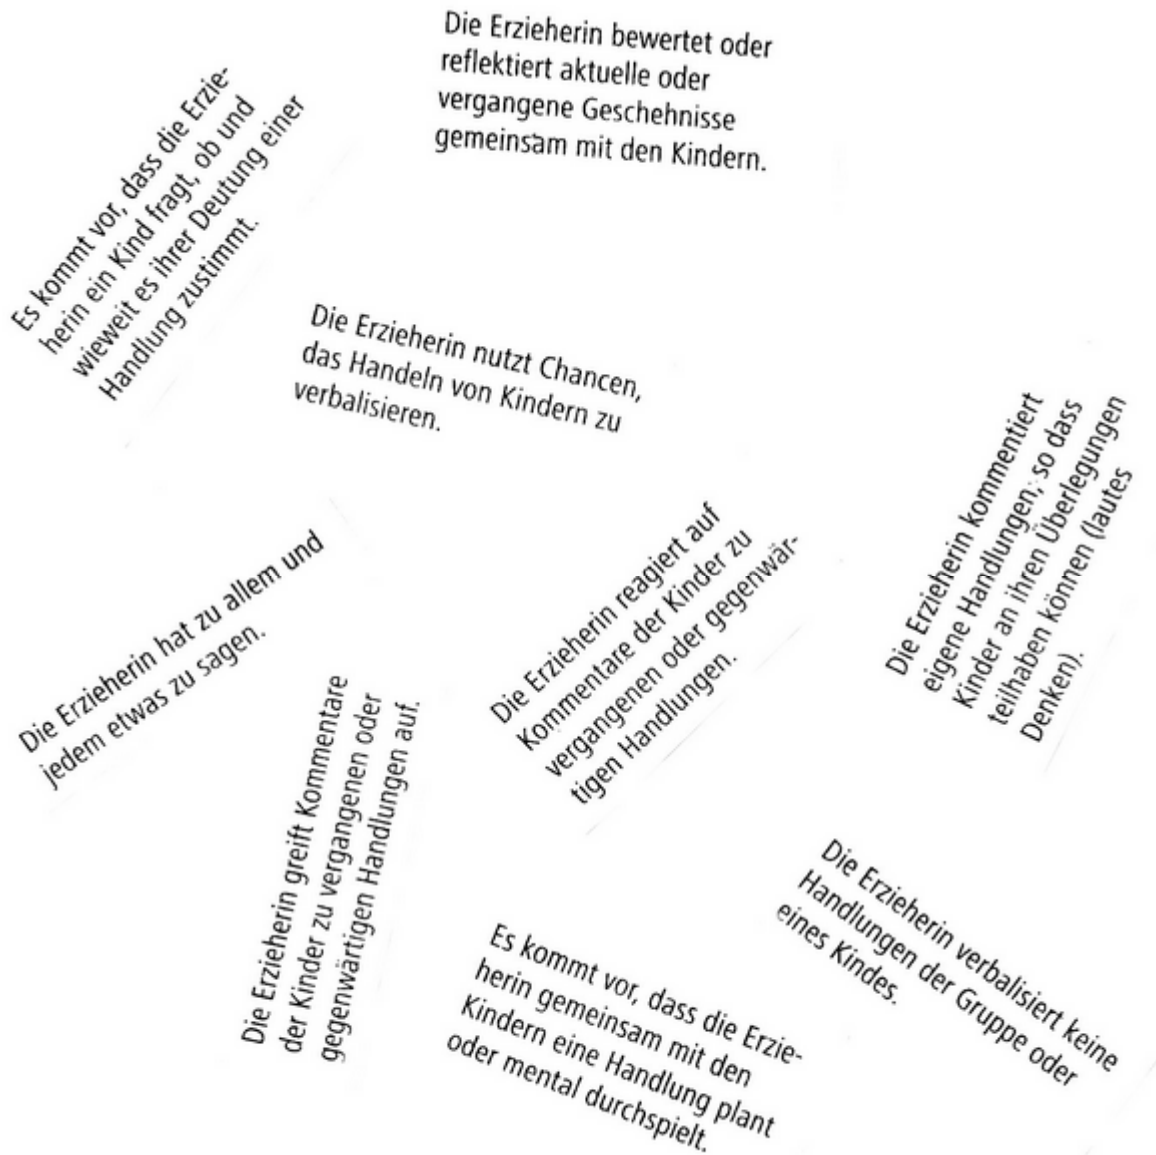 Die Erzieherin bewertet oder
reflektiert aktuelle oder
vergangene Geschehnisse
gemeinsam mit den Kindern.
Es kommt vor, dass die Erzie-
herin ein Kind fragt, ob und
wieweit es ihrer Deutung einer
Handlung zustimmt.
Die Erzieherin nutzt Chancen,
das Handeln von Kindern zu
verbalisieren.
Die Erzieherin kommentiert
eigene Handlungen, so dass
Kinder an ihren Überlegungen
teilhaben können (lautes
Denken).
Die Erzieherin hat zu allem und
jedem etwas zu sagen.
Die Erzieherin reagiert auf
Kommentare der Kinder zu
vergangenen oder gegenwär-
tigen Handlungen.
Die Erzieherin greift Kommentare
der Kinder zu vergangenen oder
gegenwärtigen Handlungen auf.
Es kommt vor, dass die Erzie-
herin gemeinsam mit den
Kindern eine Handlung plant
oder mental durchspielt.
Die Erzieherin verbalisiert keine
Handlungen der Gruppe oder
eines Kindes.